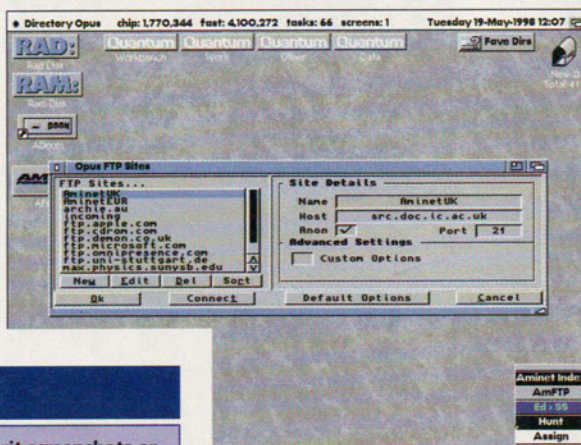 Directory Opus chip: 1,770,344 fast: 4,100,272 tasks: 66 screens: 1 Tuesday 19-May-1998 12:07
RAD:
Ram Disk
Quantum
Workbench
Quantum
Work
Quantum
Other
Quantum
Data
Fave Dirs
RAM:
Ram Disk
Opus FTP Sites
FTP Sites...
AminetUK
AminetEUR
archie.au
incoming
ftp.apple.com
ftp.cdrom.com
ftp.demon.co.uk
ftp.microsoft.com
ftp.omnipresence.com
ftp.uni-stuttgart.de
max.physics.sunysb.edu
New Edit Del Sort
Ok Connect
Site Details
Name AminetUK
Host src.doc.ic.ac.uk
Anon Port 21
Advanced Settings
Custom Options
Default Options Cancel
Aminet Inde
AmFTP
Ed > SS
Hunt
Assign